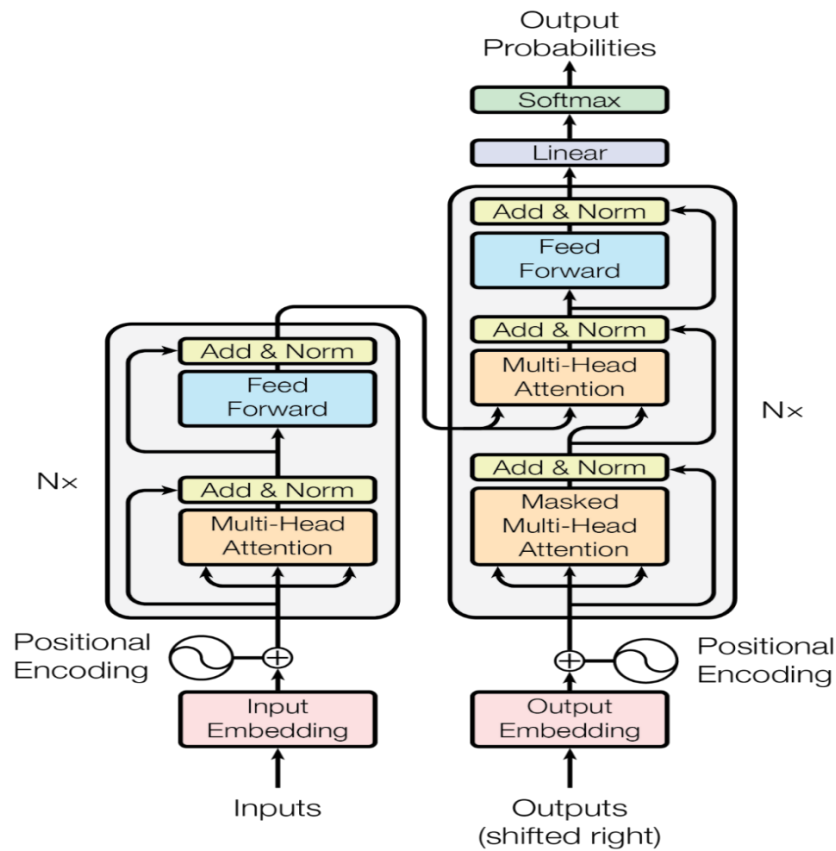 Output
Probabilities
Softmax
Linear
Add & Norm
Feed
Forward
Add & Norm
Multi-Head
Attention
Add & Norm
Masked
Multi-Head
Attention
Nx
Add & Norm
Feed
Forward
Add & Norm
Multi-Head
Attention
Nx
Positional
Encoding
Positional
Encoding
Input
Embedding
Output
Embedding
Inputs
Outputs
(shifted right)